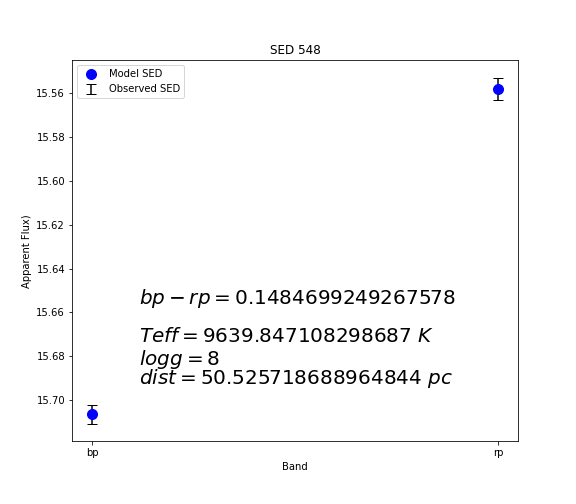 SED 548
Model SED
Observed SED
15.56
15.58
15.60
15.62
15.64
15.66
15.68
15.70
Apparent Flux)
bp − rp = 0.1484699249267578
Teff = 9639.847108298687 K
logg = 8
dist = 50.525718688964844 pc
bp
rp
Band